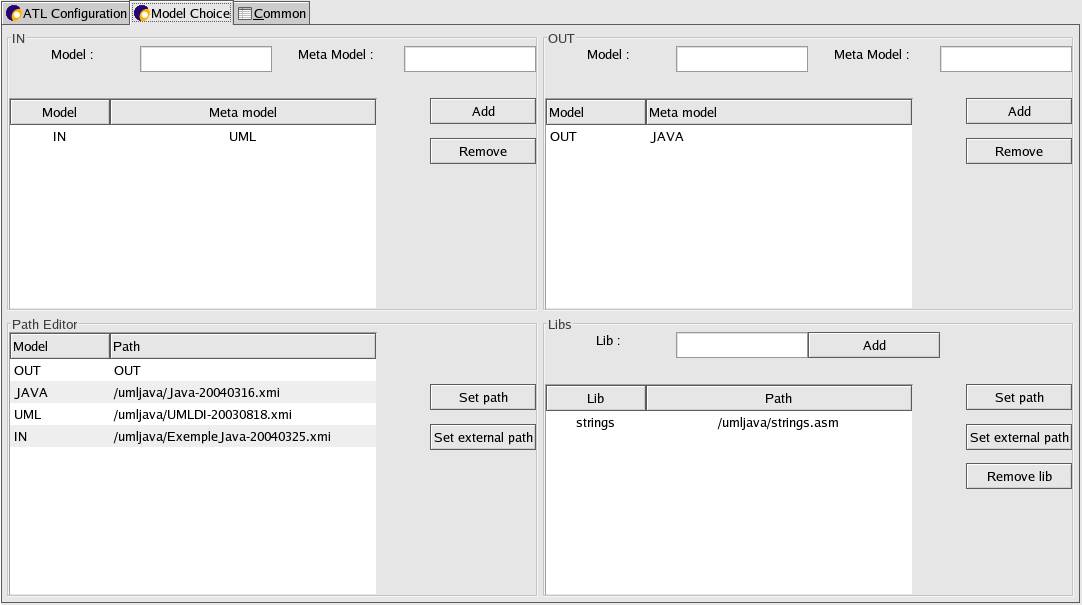 ATL Configuration Model Choice Common
IN
Model : Meta Model :
Model Meta model Add
IN UML
Remove
OUT
Model : Meta Model :
Model Meta model Add
OUT JAVA
Remove
Path Editor
Model Path
OUT OUT
JAVA /umljava/Java-20040316.xmi
UML /umljava/UMLDI-20030818.xmi
IN /umljava/ExempleJava-20040325.xmi
Set path
Set external path
Libs
Lib : Add
Lib Path
strings /umljava/strings.asm
Set path
Set external path
Remove lib